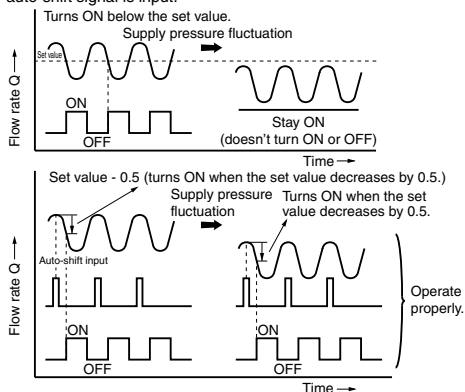 auto-shift signal is input.
Turns ON below the set value.
Supply pressure fluctuation
Set value
Flow rate Q
ON
OFF
Stay ON
(doesn't turn ON or OFF)
Time
Set value - 0.5 (turns ON when the set value decreases by 0.5.)
Supply pressure
fluctuation
Turns ON when the set
value decreases by 0.5.
Auto-shift input
Flow rate Q
Operate
properly.
ON
OFF
ON
OFF
Time